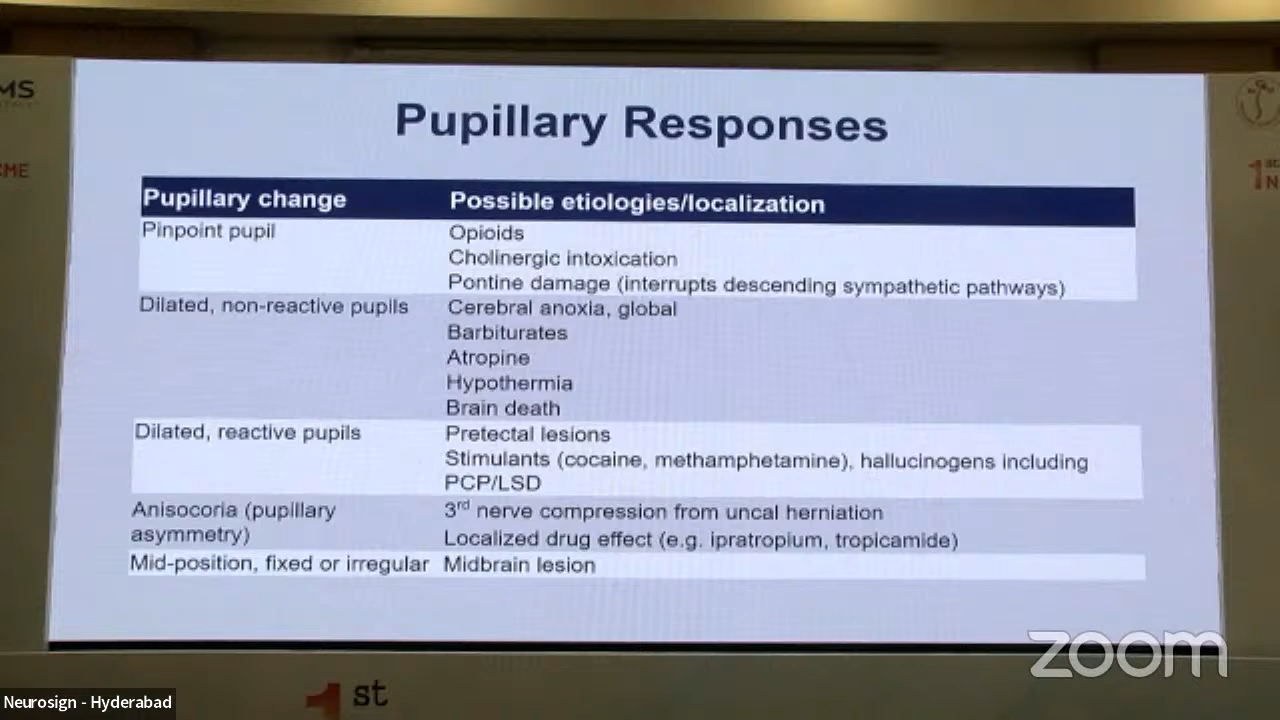 Pupillary Responses
Pupillary change Possible etiologies/localization
Pinpoint pupil Opioids
Cholinergic intoxication
Pontine damage (interrupts descending sympathetic pathways)
Dilated, non-reactive pupils Cerebral anoxia, global
Barbiturates
Atropine
Hypothermia
Brain death
Dilated, reactive pupils Pretectal lesions
Stimulants (cocaine, methamphetamine), hallucinogens including
PCP/LSD
Anisocoria (pupillary 3rd nerve compression from uncal herniation
asymmetry) Localized drug effect (e.g. ipratropium, tropicamide)
Mid-position, fixed or irregular Midbrain lesion
MS
CME
1st
N
zoom
Neurosign - Hyderabad
1st